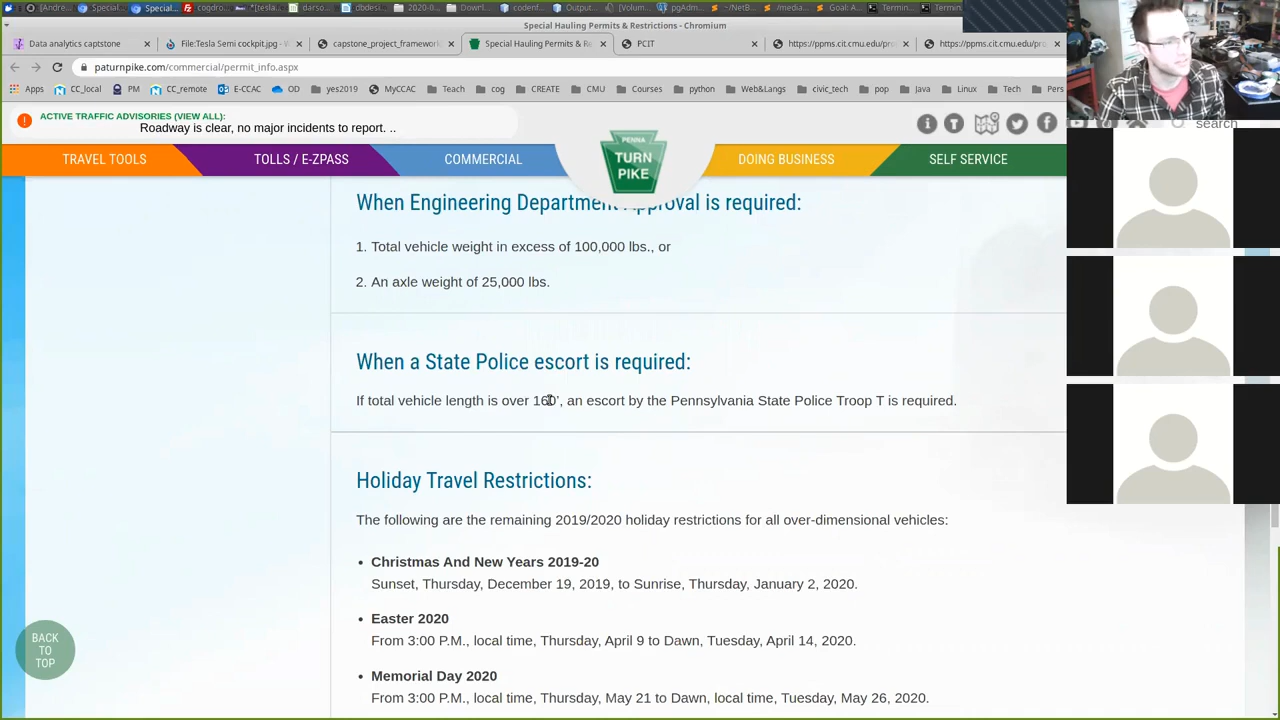 Special Hauling Permits & Restrictions - Chromium
Data analytics captstone
File:Tesla Semi cockpit.jpg - W
capstone_project_framework
Special Hauling Permits & Re
PCIT
https://ppms.cit.cmu.edu/pr
https://ppms.cit.cmu.edu/pro
paturnpike.com/commercial/permit_info.aspx
Apps CC_local PM CC_remote E-CCAC OD yes2019 MyCCAC Teach cog CREATE CMU Courses python Web&Langs civic_tech pop Java Linux Tech Pers
ACTIVE TRAFFIC ADVISORIES (VIEW ALL):
Roadway is clear, no major incidents to report. ..
search
PENNA
TURN
PIKE
TRAVEL TOOLS TOLLS / E-ZPASS COMMERCIAL DOING BUSINESS SELF SERVICE
When Engineering Department Approval is required:
1. Total vehicle weight in excess of 100,000 lbs., or
2. An axle weight of 25,000 lbs.
When a State Police escort is required:
If total vehicle length is over 160', an escort by the Pennsylvania State Police Troop T is required.
Holiday Travel Restrictions:
The following are the remaining 2019/2020 holiday restrictions for all over-dimensional vehicles:
• Christmas And New Years 2019-20
Sunset, Thursday, December 19, 2019, to Sunrise, Thursday, January 2, 2020.
• Easter 2020
From 3:00 P.M., local time, Thursday, April 9 to Dawn, Tuesday, April 14, 2020.
• Memorial Day 2020
From 3:00 P.M., local time, Thursday, May 21 to Dawn, local time, Tuesday, May 26, 2020.
BACK
TO
TOP